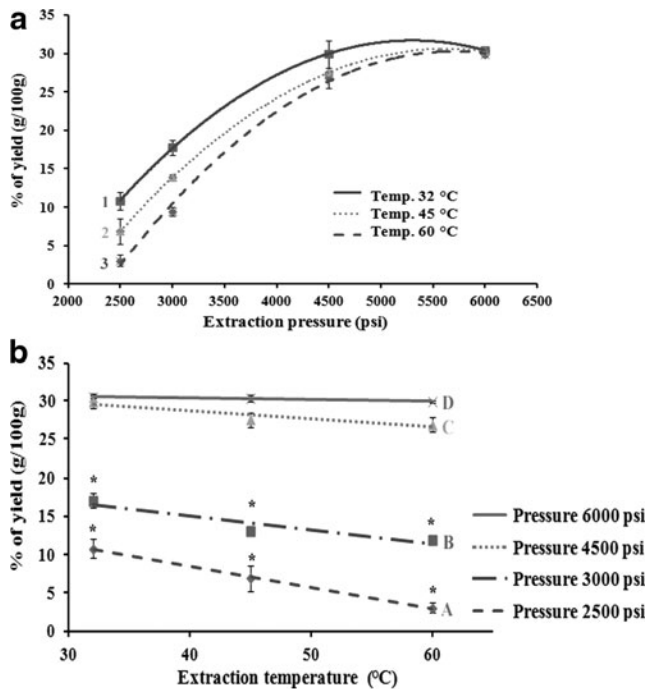 a
% of yield (g/100g)
35
30
25
20
15
10
5
0
1
2
3
Temp. 32 °C
Temp. 45 °C
Temp. 60 °C
2000 2500 3000 3500 4000 4500 5000 5500 6000 6500
Extraction pressure (psi)
b
% of yield (g/100g)
40
35
30
25
20
15
10
5
0
D
C
* * *
B
* * *
A
Pressure 6000 psi
Pressure 4500 psi
Pressure 3000 psi
Pressure 2500 psi
30 40 50 60
Extraction temperature (⁰C)